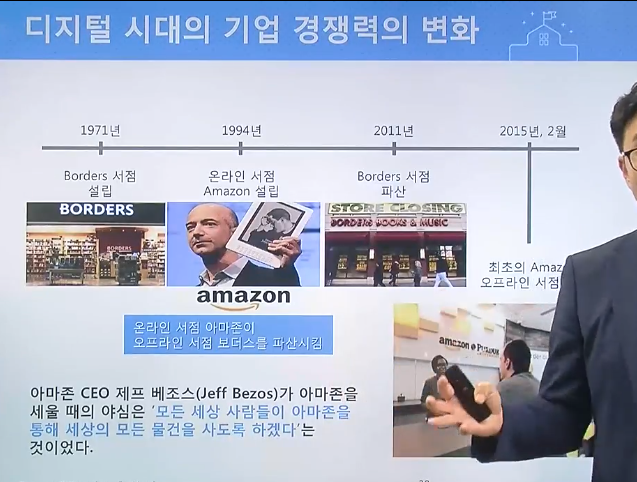 디지털 시대의 기업 경쟁력의 변화
1971년
1994년
2011년
2015년, 2월
Borders 서점
설립
온라인 서점
Amazon 설립
Borders 서점
파산
최초의 Amaz
오프라인 서점
BORDERS
BORDERS
STORE CLOSING
BORDERS BOOKS & MUSIC
amazon
온라인 서점 아마존이
오프라인 서점 보더스를 파산시킴
amazon @ Purdue
아마존 CEO 제프 베조스(Jeff Bezos)가 아마존을
세울 때의 야심은 '모든 세상 사람들이 아마존을
통해 세상의 모든 물건을 사도록 하겠다'는
것이었다.